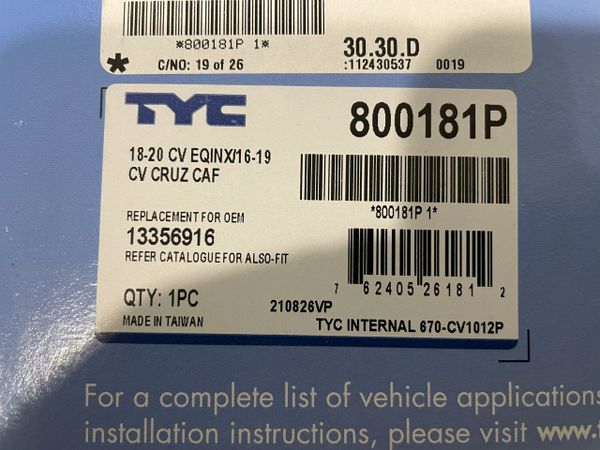 *800181P 1*
30.30.D
* C/NO: 19 of 26
:112430537 0019
TYC 800181P
18-20 CV EQINX/16-19
CV CRUZ CAF
*800181P 1*
REPLACEMENT FOR OEM
13356916
REFER CATALOGUE FOR ALSO-FIT
7 62405 26181 2
QTY: 1PC
210826VP
MADE IN TAIWAN
TYC INTERNAL 670-CV1012P
For a complete list of vehicle applications
installation instructions, please visit www.